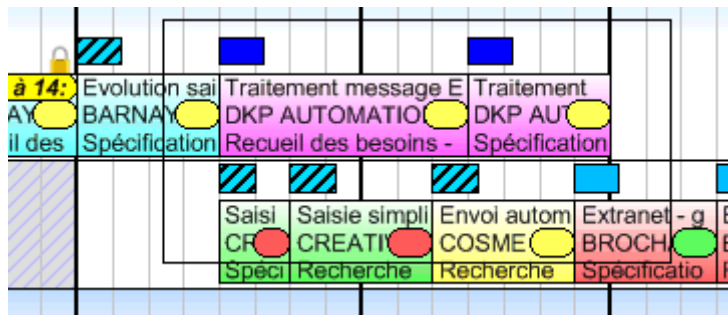 à 14:
AY
il des
Evolution sai
BARNAY
Spécification
Traitement message E
DKP AUTOMATIO
Recueil des besoins -
Traitement
DKP AUT
Spécification
Saisi
CR
Spéci
Saisie simpli
CREATIV
Recherche
Envoi autom
COSME
Recherche
Extranet - g
BROCHA
Spécificatio